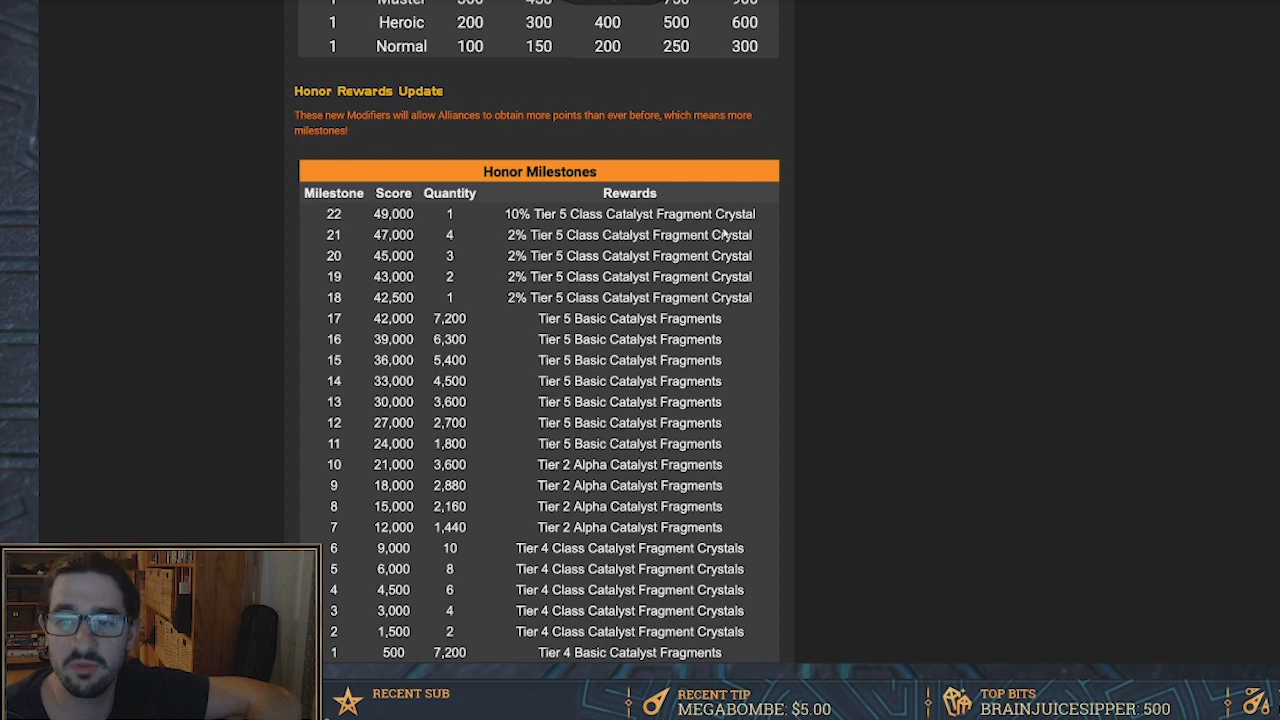 1 Heroic 200 300 400 500 600
1 Normal 100 150 200 250 300
Honor Rewards Update
These new Modifiers will allow Alliances to obtain more points than ever before, which means more
milestones!
Honor Milestones
Milestone Score Quantity Rewards
22 49,000 1 10% Tier 5 Class Catalyst Fragment Crystal
21 47,000 4 2% Tier 5 Class Catalyst Fragment Crystal
20 45,000 3 2% Tier 5 Class Catalyst Fragment Crystal
19 43,000 2 2% Tier 5 Class Catalyst Fragment Crystal
18 42,500 1 2% Tier 5 Class Catalyst Fragment Crystal
17 42,000 7,200 Tier 5 Basic Catalyst Fragments
16 39,000 6,300 Tier 5 Basic Catalyst Fragments
15 36,000 5,400 Tier 5 Basic Catalyst Fragments
14 33,000 4,500 Tier 5 Basic Catalyst Fragments
13 30,000 3,600 Tier 5 Basic Catalyst Fragments
12 27,000 2,700 Tier 5 Basic Catalyst Fragments
11 24,000 1,800 Tier 5 Basic Catalyst Fragments
10 21,000 3,600 Tier 2 Alpha Catalyst Fragments
9 18,000 2,880 Tier 2 Alpha Catalyst Fragments
8 15,000 2,160 Tier 2 Alpha Catalyst Fragments
7 12,000 1,440 Tier 2 Alpha Catalyst Fragments
6 9,000 10 Tier 4 Class Catalyst Fragment Crystals
5 6,000 8 Tier 4 Class Catalyst Fragment Crystals
4 4,500 6 Tier 4 Class Catalyst Fragment Crystals
3 3,000 4 Tier 4 Class Catalyst Fragment Crystals
2 1,500 2 Tier 4 Class Catalyst Fragment Crystals
1 500 7,200 Tier 4 Basic Catalyst Fragments
RECENT SUB
RECENT TIP
MEGABOMBE: $5.00
TOP BITS
BRAINJUICESIPPER: 500